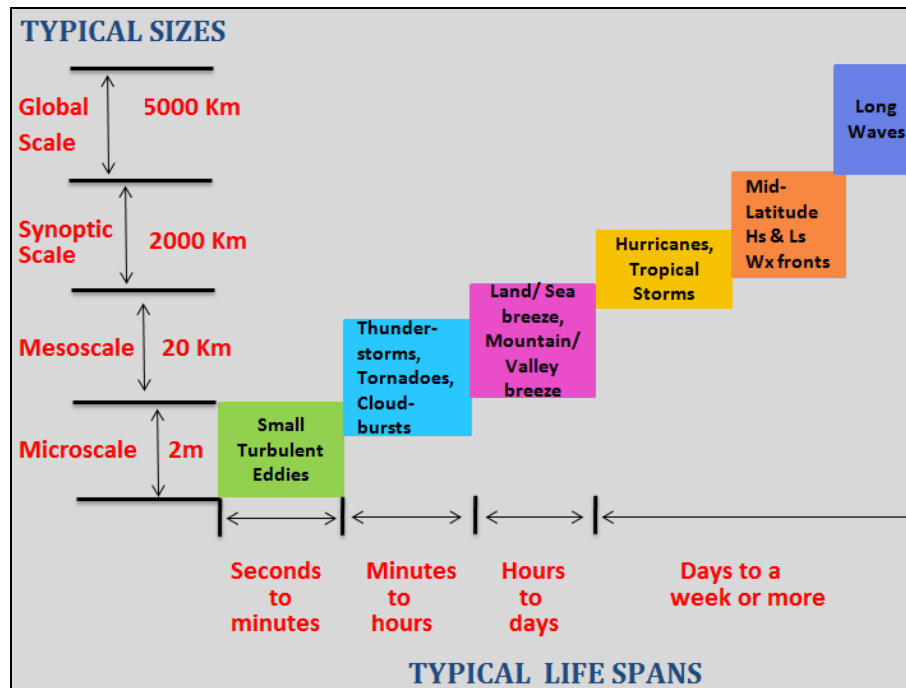 TYPICAL SIZES
Global
Scale
5000 Km
Synoptic
Scale
2000 Km
Mesoscale
20 Km
Microscale
2m
Small
Turbulent
Eddies
Thunder-
storms,
Tornadoes,
Cloud-
bursts
Land/ Sea
breeze,
Mountain/
Valley
breeze
Hurricanes,
Tropical
Storms
Mid-
Latitude
Hs & Ls
Wx fronts
Long
Waves
Seconds
to
minutes
Minutes
to
hours
Hours
to
days
Days to a
week or more
TYPICAL LIFE SPANS